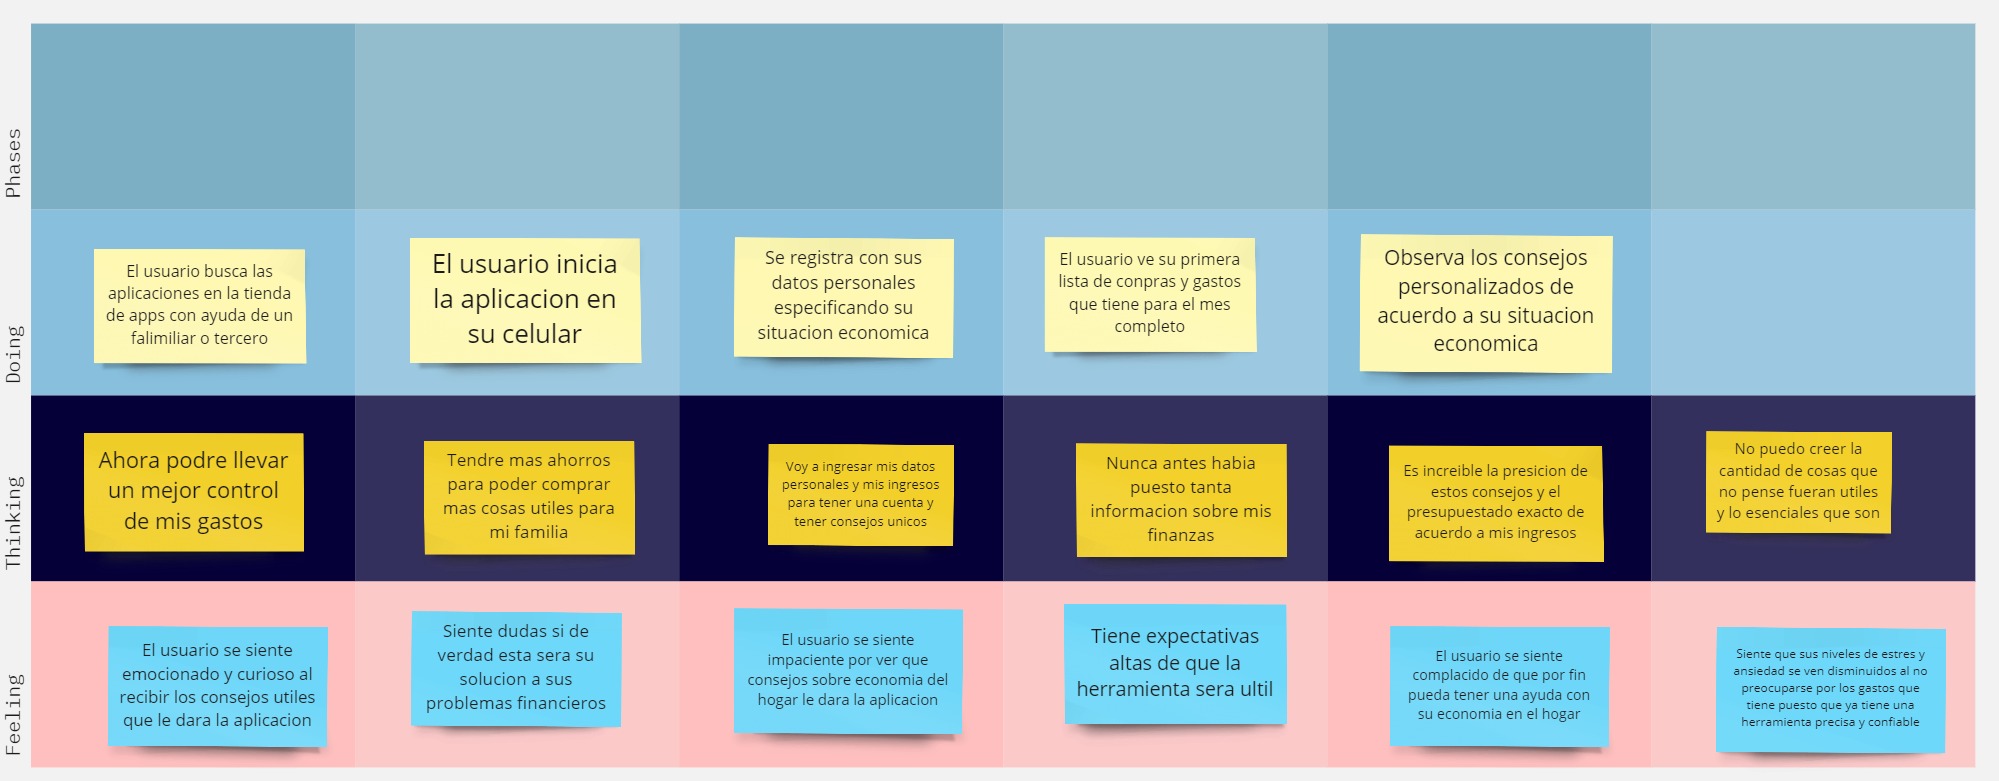 Phases
Doing
El usuario busca las
aplicaciones en la tienda
de apps con ayuda de un
falimiliar o tercero
El usuario inicia
la aplicacion en
su celular
Se registra con sus
datos personales
especificando su
situacion economica
El usuario ve su primera
lista de conpras y gastos
que tiene para el mes
completo
Observa los consejos
personalizados de
acuerdo a su situacion
economica
Thinking
Ahora podre llevar
un mejor control
de mis gastos
Tendre mas ahorros
para poder comprar
mas cosas utiles para
mi familia
Voy a ingresar mis datos
personales y mis ingresos
para tener una cuenta y
tener consejos unicos
Nunca antes habia
puesto tanta
informacion sobre mis
finanzas
Es increible la presicion de
estos consejos y el
presupuestado exacto de
acuerdo a mis ingresos
No puedo creer la
cantidad de cosas que
no pense fueran utiles
y lo esenciales que son
Feeling
El usuario se siente
emocionado y curioso al
recibir los consejos utiles
que le dara la aplicacion
Siente dudas si de
verdad esta sera su
solucion a sus
problemas financieros
El usuario se siente
impaciente por ver que
consejos sobre economia del
hogar le dara la aplicacion
Tiene expectativas
altas de que la
herramienta sera ultil
El usuario se siente
complacido de que por fin
pueda tener una ayuda con
su economia en el hogar
Siente que sus niveles de estres y
ansiedad se ven disminuidos al no
preocuparse por los gastos que
tiene puesto que ya tiene una
herramienta precisa y confiable